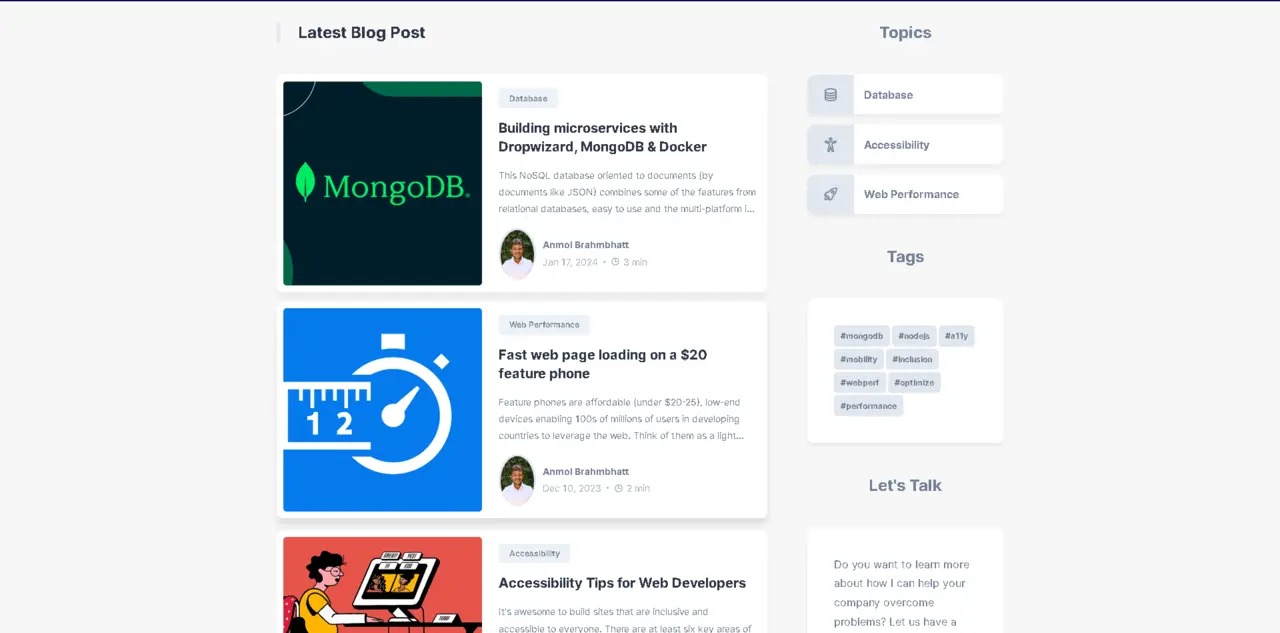 Latest Blog Post
MongoDB®
Database
Building microservices with
Dropwizard, MongoDB & Docker
This NoSQL database oriented to documents (by
documents like JSON) combines some of the features from
relational databases, easy to use and the multi-platform i...
Anmol Brahmbhatt
Jan 17, 2024 • 3 min
1 2
Web Performance
Fast web page loading on a $20
feature phone
Feature phones are affordable (under $20-25), low-end
devices enabling 100s of millions of users in developing
countries to leverage the web. Think of them as a light...
Anmol Brahmbhatt
Dec 10, 2023 • 2 min
Accessibility
Accessibility Tips for Web Developers
It's awesome to build sites that are inclusive and
accessible to everyone. There are at least six key areas of
Topics
Database
Accessibility
Web Performance
Tags
#mongodb #nodejs #a11y
#mobility #inclusion
#webperf #optimize
#performance
Let's Talk
Do you want to learn more
about how I can help your
company overcome
problems? Let us have a